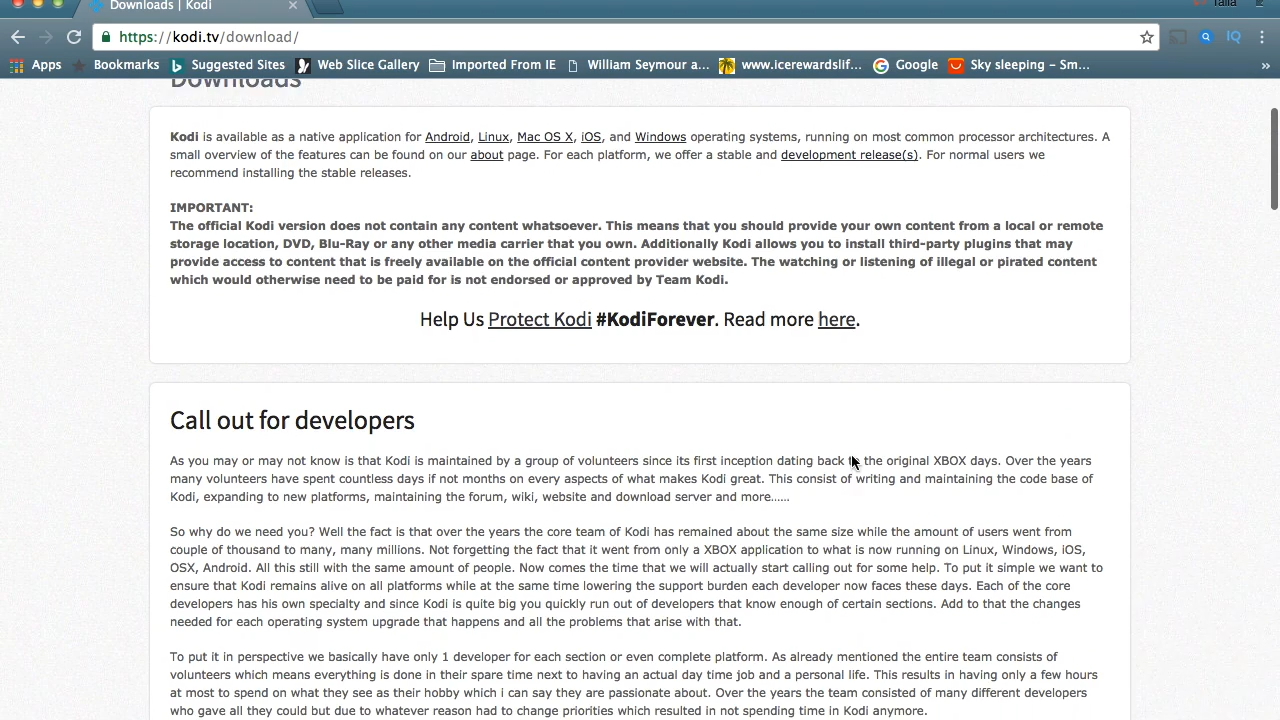 Downloads | Kodi
Talia
https://kodi.tv/download/
IQ
Apps Bookmarks Suggested Sites Web Slice Gallery Imported From IE William Seymour a... www.icerewardslif... Google Sky sleeping – Sm... »
Downloads
Kodi is available as a native application for Android, Linux, Mac OS X, iOS, and Windows operating systems, running on most common processor architectures. A
small overview of the features can be found on our about page. For each platform, we offer a stable and development release(s). For normal users we
recommend installing the stable releases.
IMPORTANT:
The official Kodi version does not contain any content whatsoever. This means that you should provide your own content from a local or remote
storage location, DVD, Blu-Ray or any other media carrier that you own. Additionally Kodi allows you to install third-party plugins that may
provide access to content that is freely available on the official content provider website. The watching or listening of illegal or pirated content
which would otherwise need to be paid for is not endorsed or approved by Team Kodi.
Help Us Protect Kodi #KodiForever. Read more here.
Call out for developers
As you may or may not know is that Kodi is maintained by a group of volunteers since its first inception dating back the original XBOX days. Over the years
many volunteers have spent countless days if not months on every aspects of what makes Kodi great. This consist of writing and maintaining the code base of
Kodi, expanding to new platforms, maintaining the forum, wiki, website and download server and more......
So why do we need you? Well the fact is that over the years the core team of Kodi has remained about the same size while the amount of users went from
couple of thousand to many, many millions. Not forgetting the fact that it went from only a XBOX application to what is now running on Linux, Windows, iOS,
OSX, Android. All this still with the same amount of people. Now comes the time that we will actually start calling out for some help. To put it simple we want to
ensure that Kodi remains alive on all platforms while at the same time lowering the support burden each developer now faces these days. Each of the core
developers has his own specialty and since Kodi is quite big you quickly run out of developers that know enough of certain sections. Add to that the changes
needed for each operating system upgrade that happens and all the problems that arise with that.
To put it in perspective we basically have only 1 developer for each section or even complete platform. As already mentioned the entire team consists of
volunteers which means everything is done in their spare time next to having an actual day time job and a personal life. This results in having only a few hours
at most to spend on what they see as their hobby which i can say they are passionate about. Over the years the team consisted of many different developers
who gave all they could but due to whatever reason had to change priorities which resulted in not spending time in Kodi anymore.